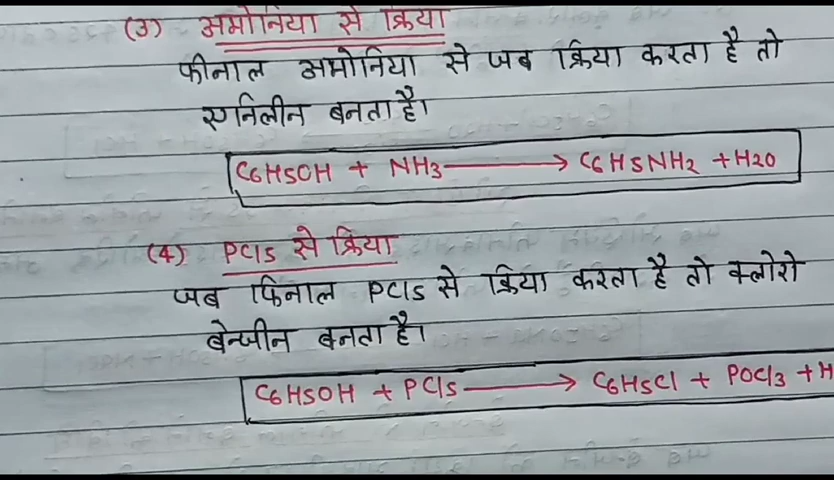 (3) अमोनिया से क्रिया
फीनाल अमोनिया से जब क्रिया करता है तो
एनिलीन बनता है।
C6H5OH + NH3 ⟶ C6H5NH2 + H2O
(4) PCl5 से क्रिया
जब फिनाल PCl5 से क्रिया करता है तो क्लोरो
बेन्जीन बनता है।
C6H5OH + PCl5 ⟶ C6H5Cl + POCl3 + H